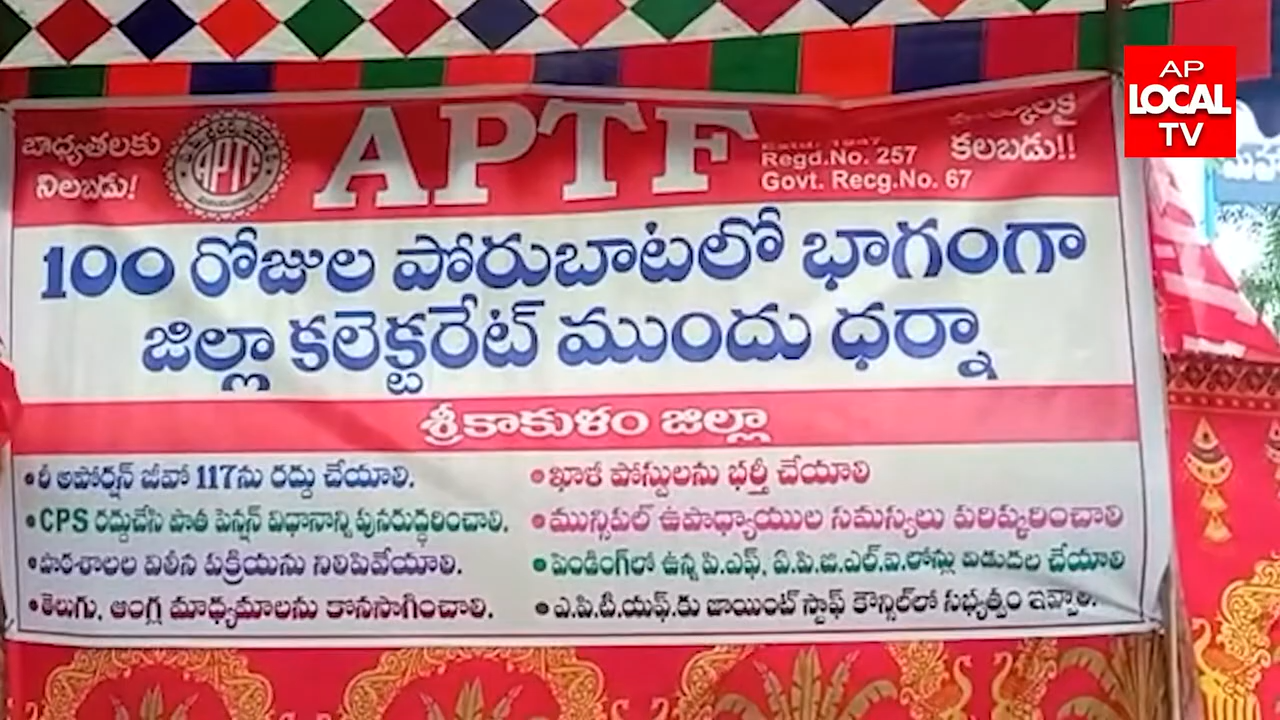 బాధ్యతలకు
నిలబడు!
APTF
APTF
Regd.No. 257
Govt. Recg.No. 67
కలబడు!!
100 రోజుల పోరుబాటలో భాగంగా
జిల్లా కలెక్టరేట్ ముందు ధర్నా
శ్రీకాకుళం జిల్లా
• రీ అపోర్షన్ జీవో 117ను రద్దు చేయాలి.
• CPS రద్దుచేసి పాత పెన్షన్ విధానాన్ని పునరుద్ధరించాలి.
• పాఠశాలల విలీన ప్రక్రియను నిలిపివేయాలి.
• తెలుగు, ఆంగ్ల మాధ్యమాలను కొనసాగించాలి.
• ఖాళీ పోస్టులను భర్తీ చేయాలి
• మున్సిపల్ ఉపాధ్యాయుల సమస్యలు పరిష్కరించాలి
• పెండింగ్‌లో ఉన్న పి.ఎఫ్, ఏ.పి.జి.ఎల్.ఐ.లోన్లు విడుదల చేయాలి
• ఎ.పి.టి.యఫ్.కు జాయింట్ స్టాఫ్ కౌన్సిల్‌లో సభ్యత్వం ఇవ్వాలి.
AP
LOCAL
TV